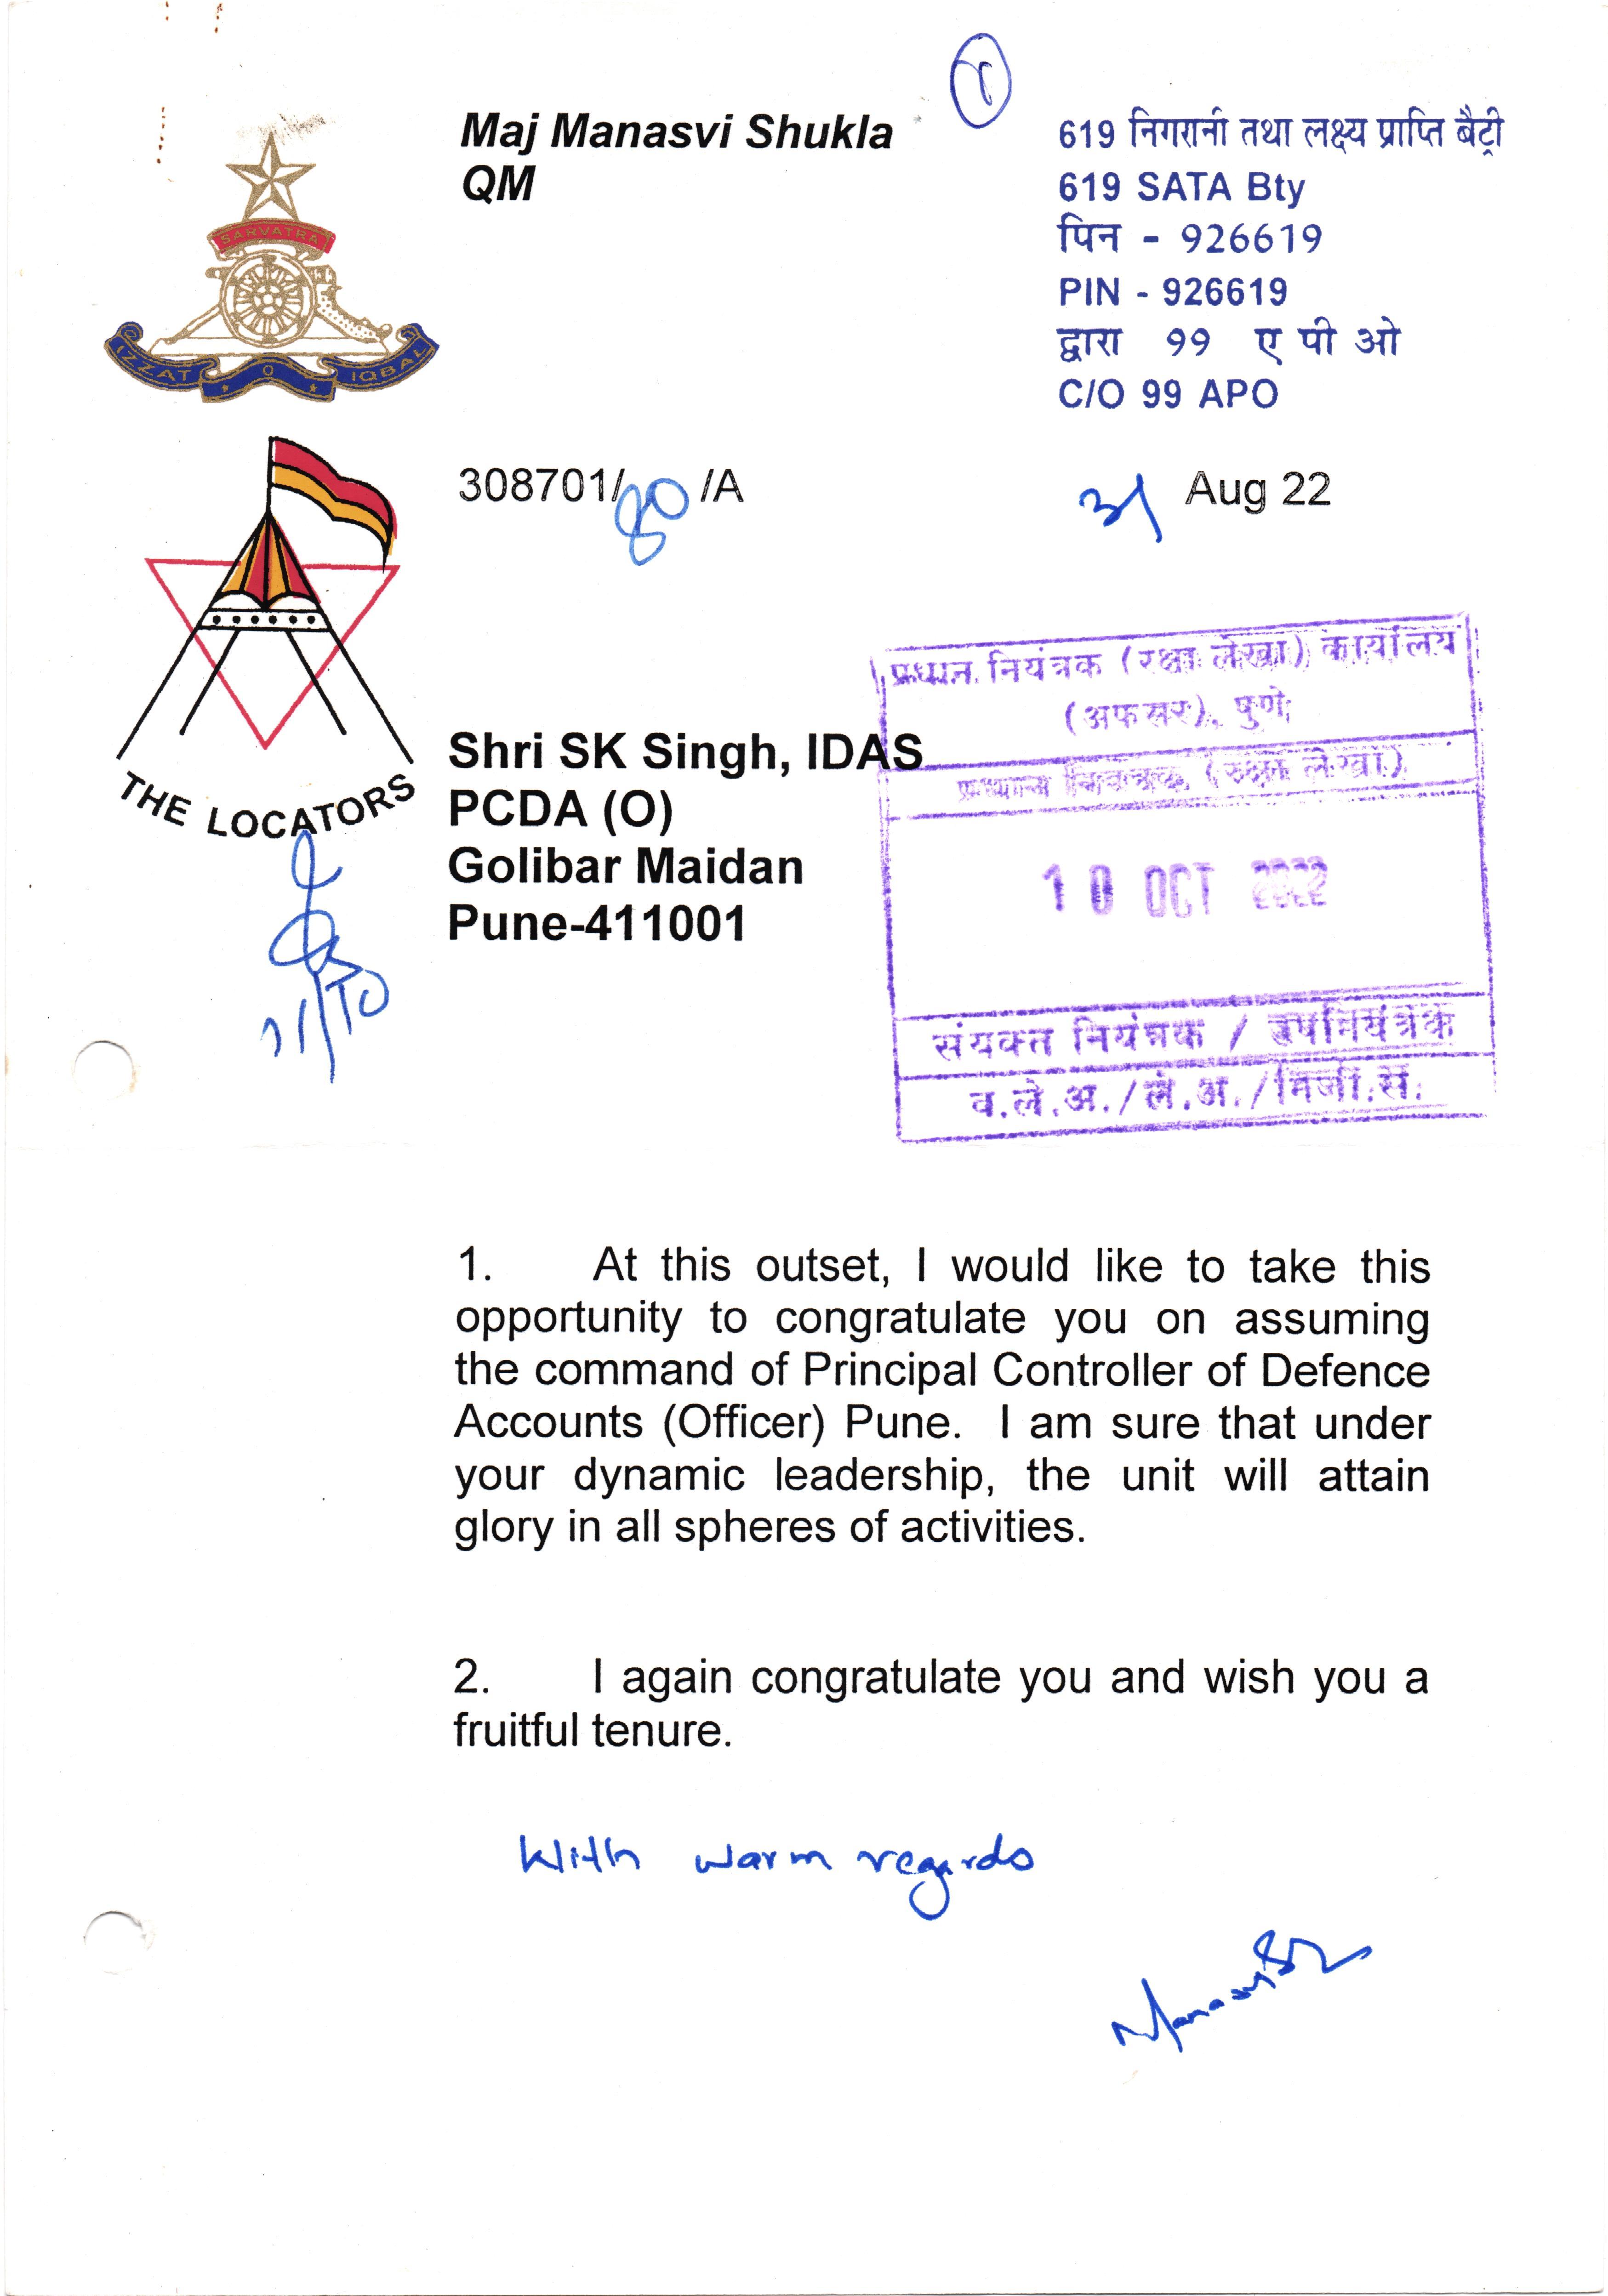 Maj Manasvi Shukla
QM
619 निगरानी तथा लक्ष्य प्राप्ति बैट्री
619 SATA Bty
पिन - 926619
PIN - 926619
द्वारा 99 ए पी ओ
C/O 99 APO
SARVATRA
IZZAT O IQBAL
308701/80/A
31 Aug 22
THE LOCATORS
Shri SK Singh, IDAS
PCDA (O)
Golibar Maidan
Pune-411001
प्रधान नियंत्रक (रक्षा लेखा) कार्यालय
(अफसर), पुणे
प्रधान नियंत्रक (रक्षा लेखा)
10 OCT 2022
संयक्त नियंत्रक / उपनियंत्रक
व.ले.अ./ले.अ./निजी.स.
1. At this outset, I would like to take this
opportunity to congratulate you on assuming
the command of Principal Controller of Defence
Accounts (Officer) Pune. I am sure that under
your dynamic leadership, the unit will attain
glory in all spheres of activities.
2. I again congratulate you and wish you a
fruitful tenure.
With warm regards